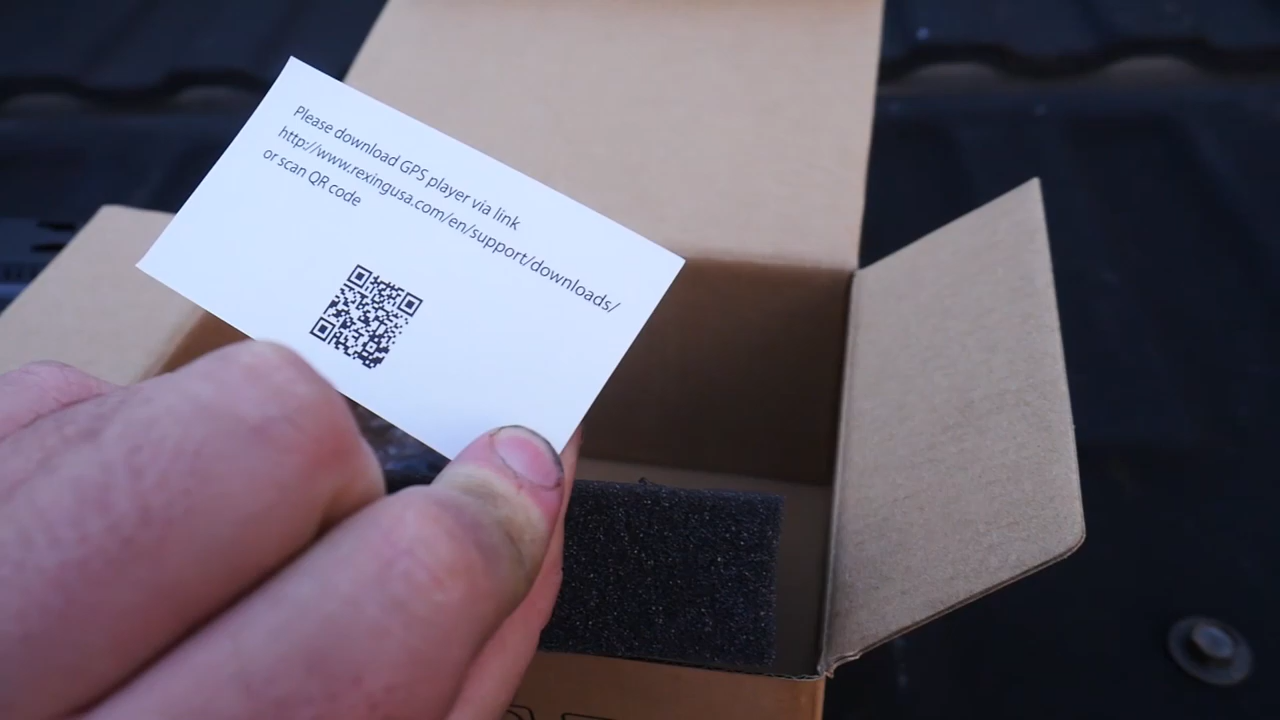 Please download GPS player via link
http://www.rexingusa.com/en/support/downloads/
or scan QR code